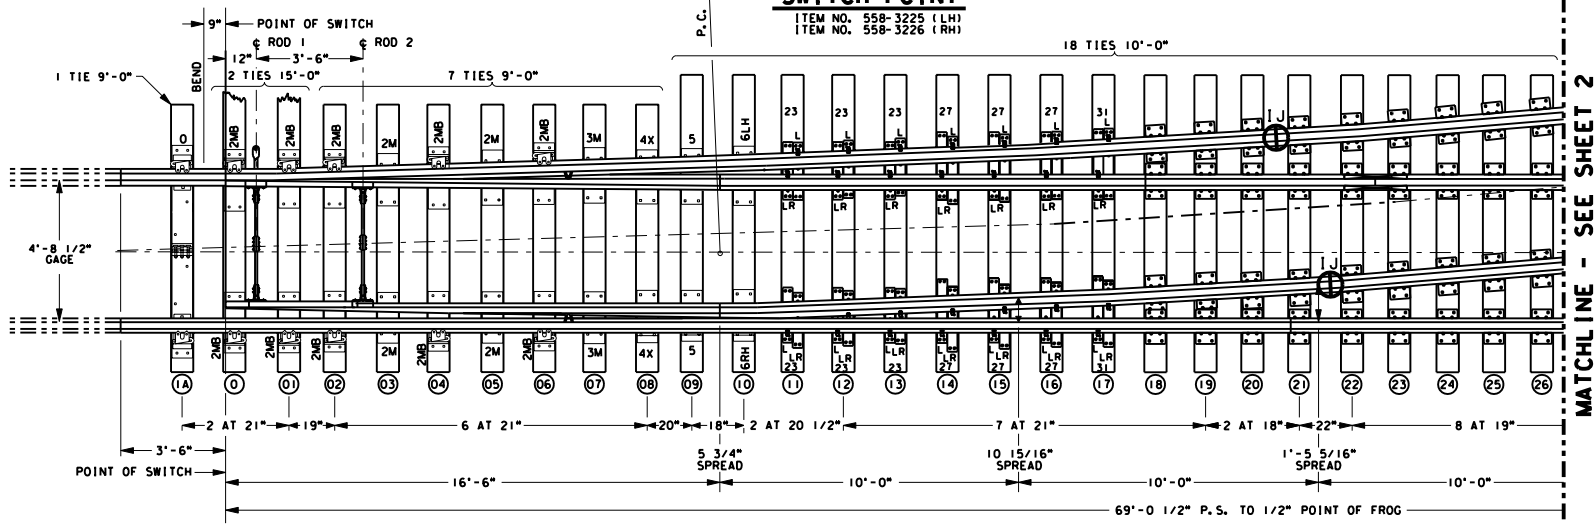 SWITCH POINT
ITEM NO. 558-3225 (LH)
ITEM NO. 558-3226 (RH)
9"
POINT OF SWITCH
P.C.
℄ ROD 1
℄ ROD 2
12"
3'-6"
18 TIES 10'-0"
1 TIE 9'-0"
BEND
2 TIES 15'-0"
7 TIES 9'-0"
0 2MB 2MB 2MB 2M 2MB 2M 2MB 3M 4X 5 6LH 23 23 23 27 27 27 31
L L L L L L L
IJ
LR LR LR LR LR LR LR
4'-8 1/2"
GAGE
IJ
2MB 2MB 2MB 2M 2MB 2M 2MB 3M 4X 5 6RH
L L L L L L L
LR LR LR LR LR LR LR
23 23 23 27 27 27 31
1A 0 01 02 03 04 05 06 07 08 09 10 11 12 13 14 15 16 17 18 19 20 21 22 23 24 25 26
2 AT 21" 19" 6 AT 21" 20" 18" 2 AT 20 1/2" 7 AT 21" 2 AT 18" 22" 8 AT 19"
3'-6"
5 3/4"
SPREAD
10 15/16"
SPREAD
1'-5 5/16"
SPREAD
POINT OF SWITCH
16'-6" 10'-0" 10'-0" 10'-0"
69'-0 1/2" P.S. TO 1/2" POINT OF FROG
MATCHLINE - SEE SHEET 2